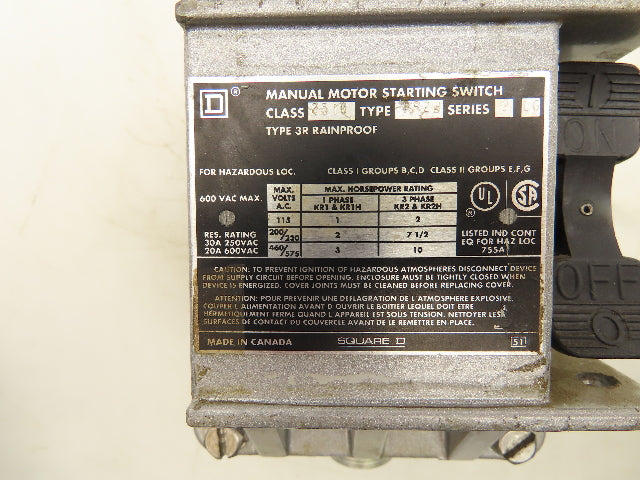 D ®
MANUAL MOTOR STARTING SWITCH
CLASS 2510 TYPE SERIES
TYPE 3R RAINPROOF
FOR HAZARDOUS LOC. CLASS I GROUPS B,C,D CLASS II GROUPS E,F,G
600 VAC MAX.
RES. RATING
30A 250VAC
20A 600VAC
MAX. VOLTS A.C. MAX. HORSEPOWER RATING
1 PHASE KR1 & KR1H 3 PHASE KR2 & KR2H
115 1 2
200/230 2 7 1/2
460/575 3 10
UL ® SA
LISTED IND CONT
EQ FOR HAZ LOC
755A
CAUTION: TO PREVENT IGNITION OF HAZARDOUS ATMOSPHERES DISCONNECT DEVICE
FROM SUPPLY CIRCUIT BEFORE OPENING. ENCLOSURE MUST BE TIGHTLY CLOSED WHEN
DEVICE IS ENERGIZED. COVER JOINTS MUST BE CLEANED BEFORE REPLACING COVER.
ATTENTION: POUR PREVENIR UNE DEFLAGRATION DE L'ATMOSPHERE EXPLOSIVE.
COUPER L'ALIMENTATION AVANT D OUVRIR LE BOITIER LEQUEL DOIT ETRE
HERMETIQUEMENT FERME QUAND L'APPAREIL EST SOUS TENSION. NETTOYER LES
SURFACES DE CONTACT DU COUVERCLE AVANT DE LE REMETTRE EN PLACE.
MADE IN CANADA SQUARE D 51
ON
OFF